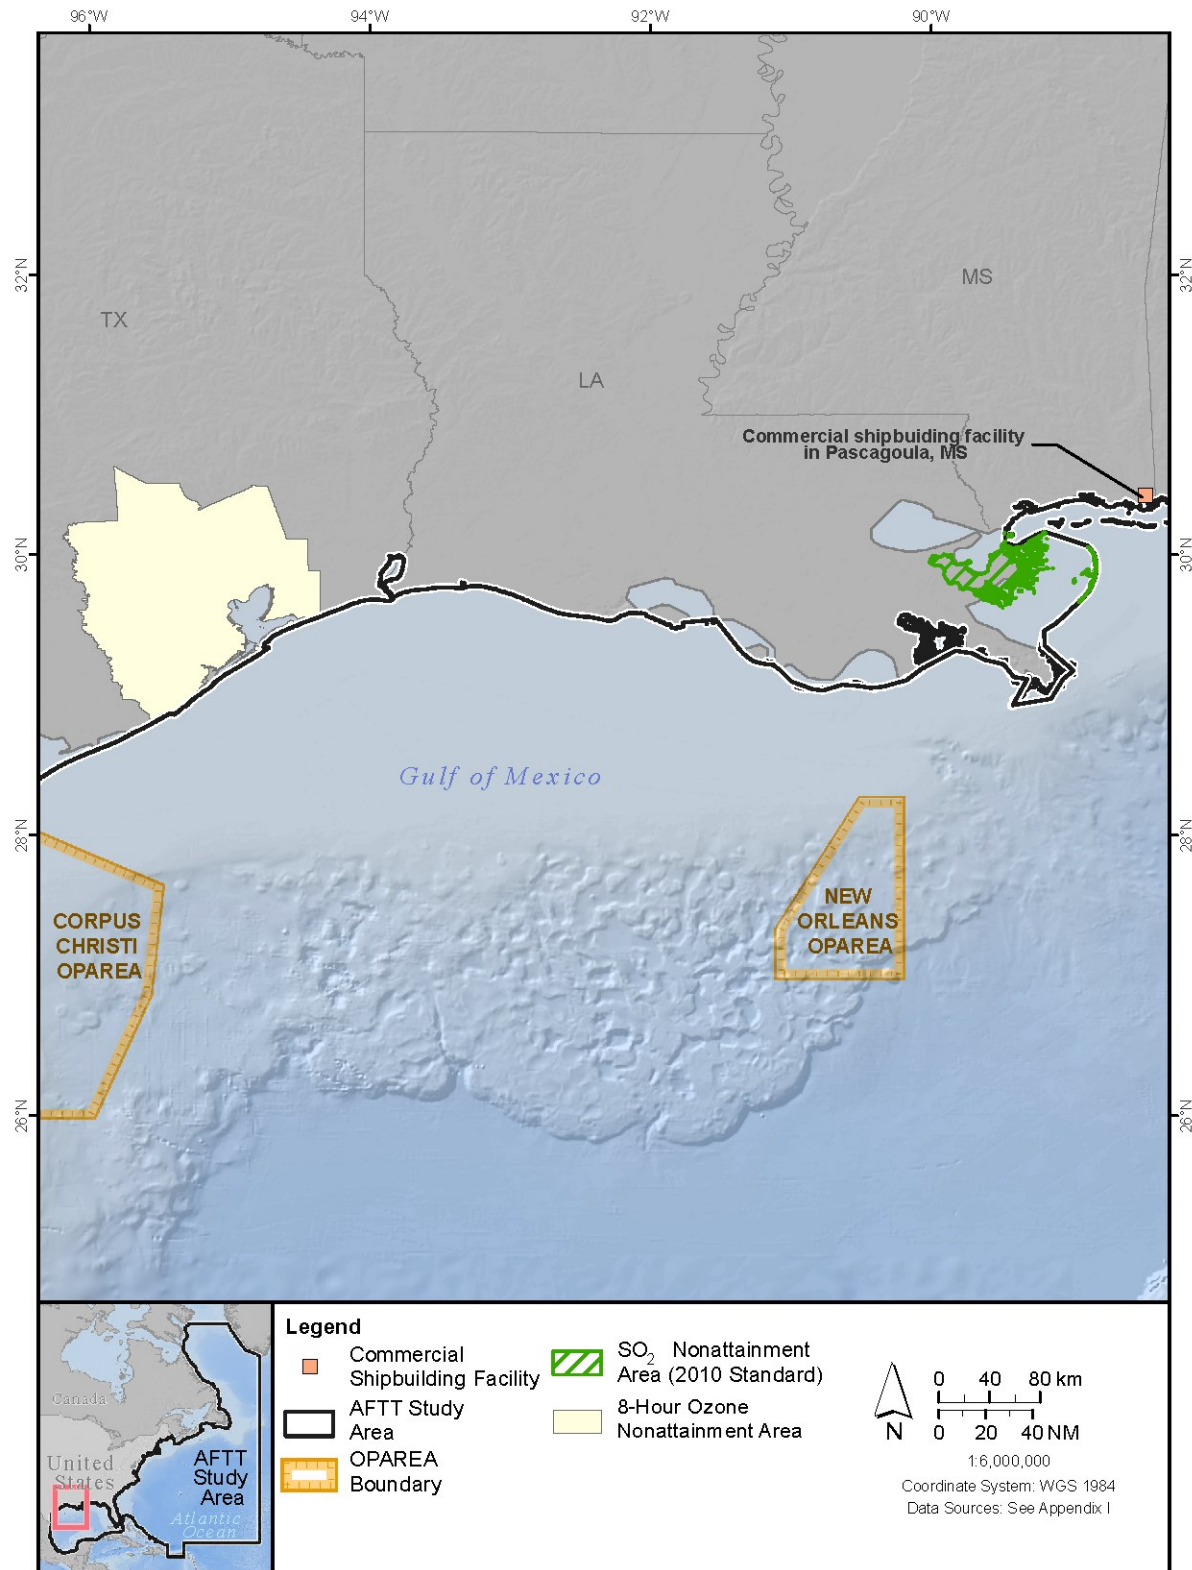 96°W 94°W 92°W 90°W
32°N 32°N
MS
TX
LA
Commercial shipbuiding facility
in Pascagoula, MS
30°N 30°N
Gulf of Mexico
28°N 28°N
CORPUS
CHRISTI
OPAREA
NEW
ORLEANS
OPAREA
26°N 26°N
Canada
United
States
AFTT
Study
Area
Atlantic
Ocean
Legend
Commercial
Shipbuilding Facility
AFTT Study
Area
OPAREA
Boundary
SO2 Nonattainment
Area (2010 Standard)
8-Hour Ozone
Nonattainment Area
N
0 40 80 km
0 20 40 NM
1:6,000,000
Coordinate System: WGS 1984
Data Sources: See Appendix I